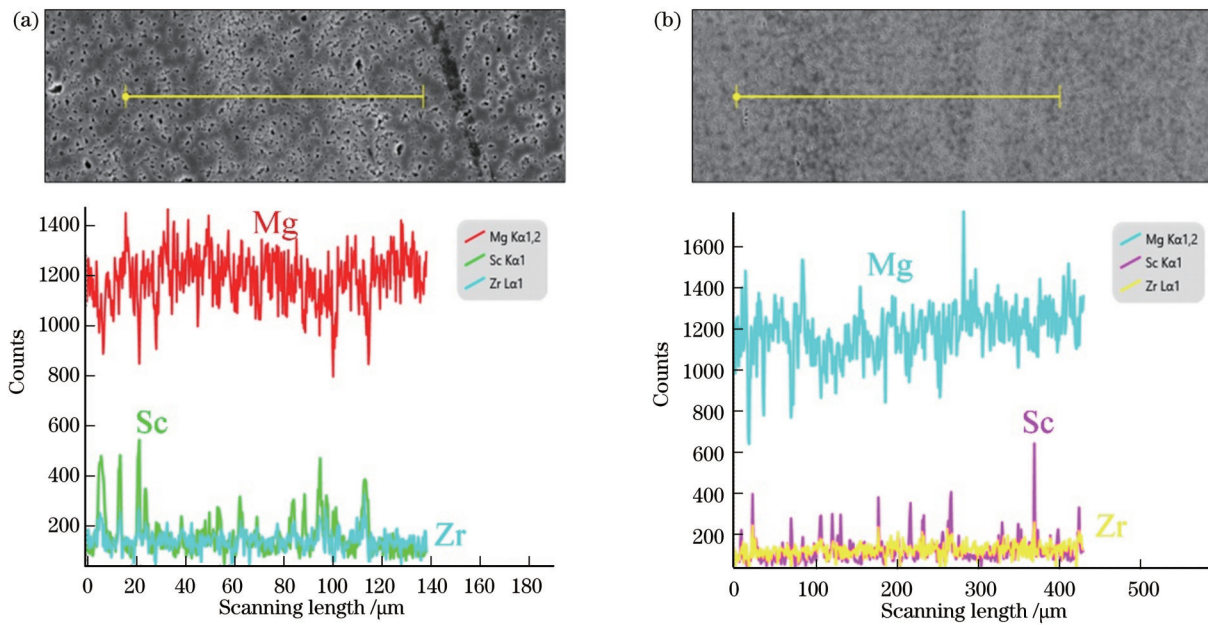 (a)
1400
1200
1000
800
600
400
200
Counts
Mg
Sc
Zr
Mg Kα1,2
Sc Kα1
Zr Lα1
0 20 40 60 80 100 120 140 160 180
Scanning length /μm
(b)
1600
1400
1200
1000
800
600
400
200
Counts
Mg
Sc
Zr
Mg Kα1,2
Sc Kα1
Zr Lα1
0 100 200 300 400 500
Scanning length /μm